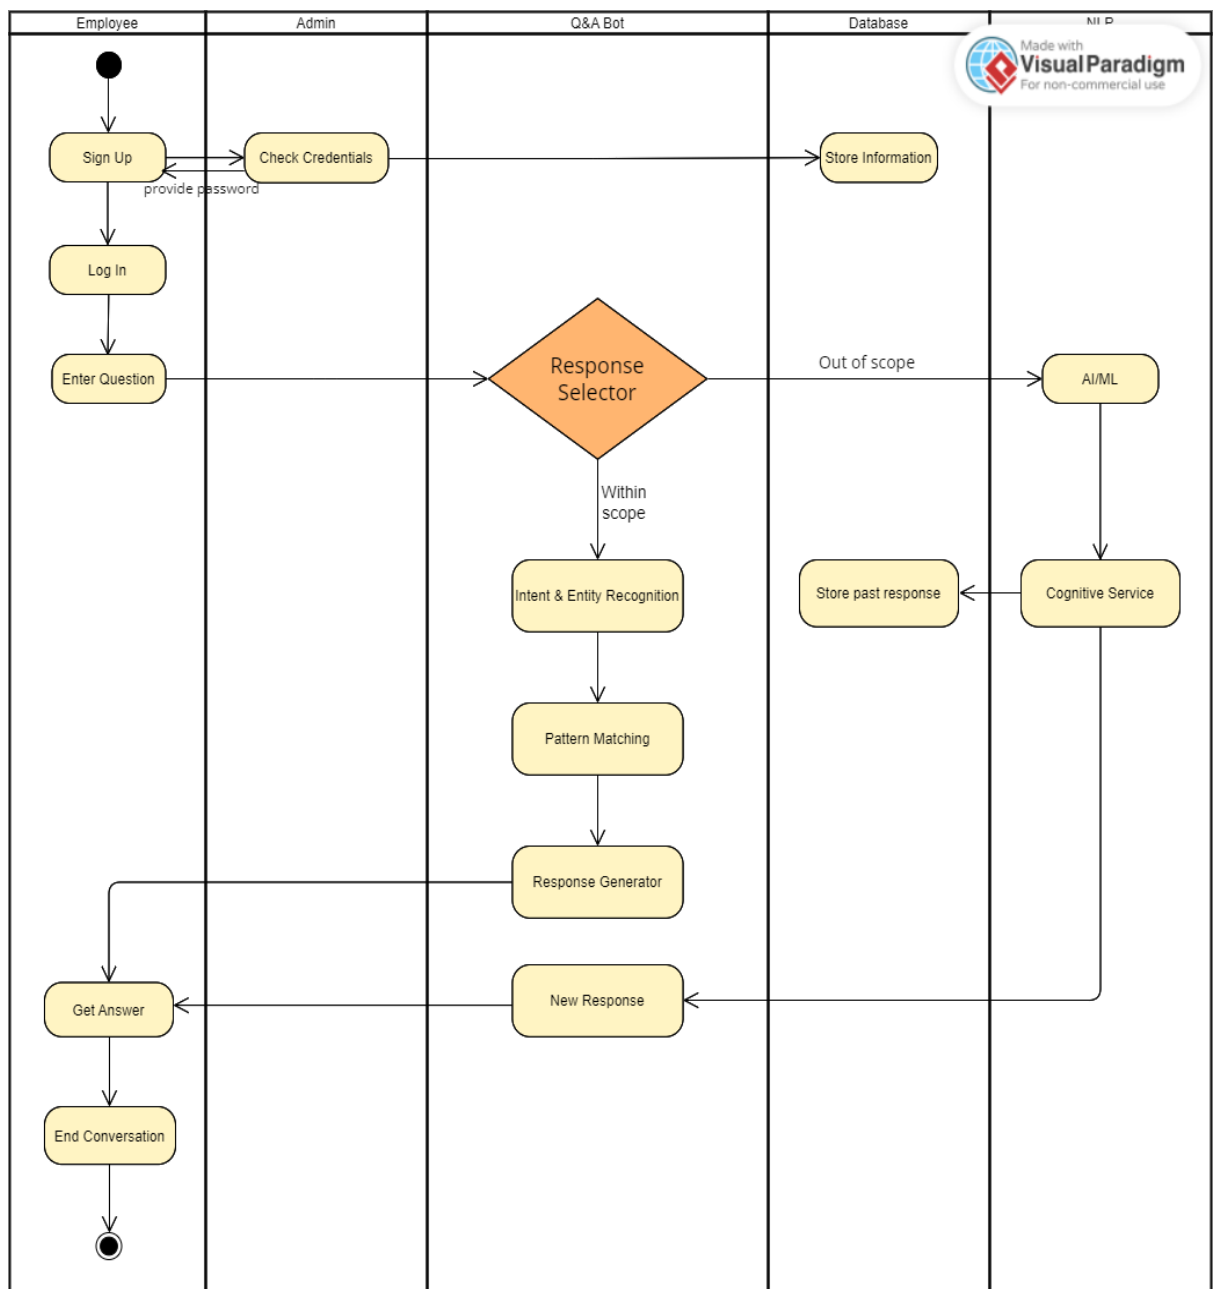 Employee
Admin
Q&A Bot
Database
NLP
Made with
Visual Paradigm
For non-commercial use
Sign Up
Check Credentials
Store Information
provide password
Log In
Response
Selector
Out of scope
Enter Question
AI/ML
Within
scope
Intent & Entity Recognition
Store past response
Cognitive Service
Pattern Matching
Response Generator
New Response
Get Answer
End Conversation